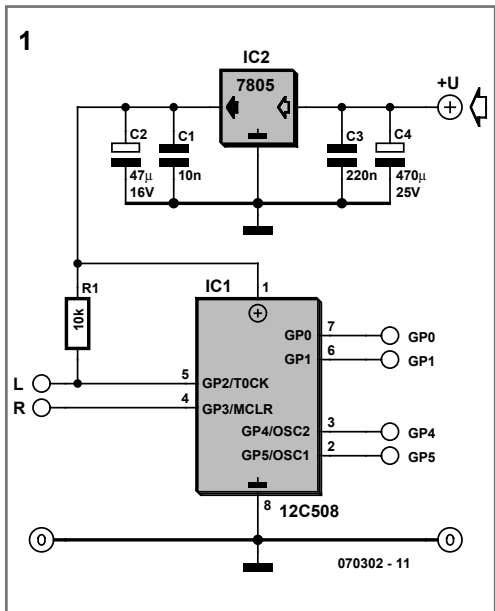 1
IC2
7805
+U
C2
47µ
16V
C1
10n
C3
220n
C4
470µ
25V
R1
10k
IC1
1
GP0
7
GP0
GP1
6
GP1
L
5
GP2/T0CK
R
4
GP3/MCLR
GP4/OSC2
3
GP4
GP5/OSC1
2
GP5
8
12C508
0
0
070302 - 11